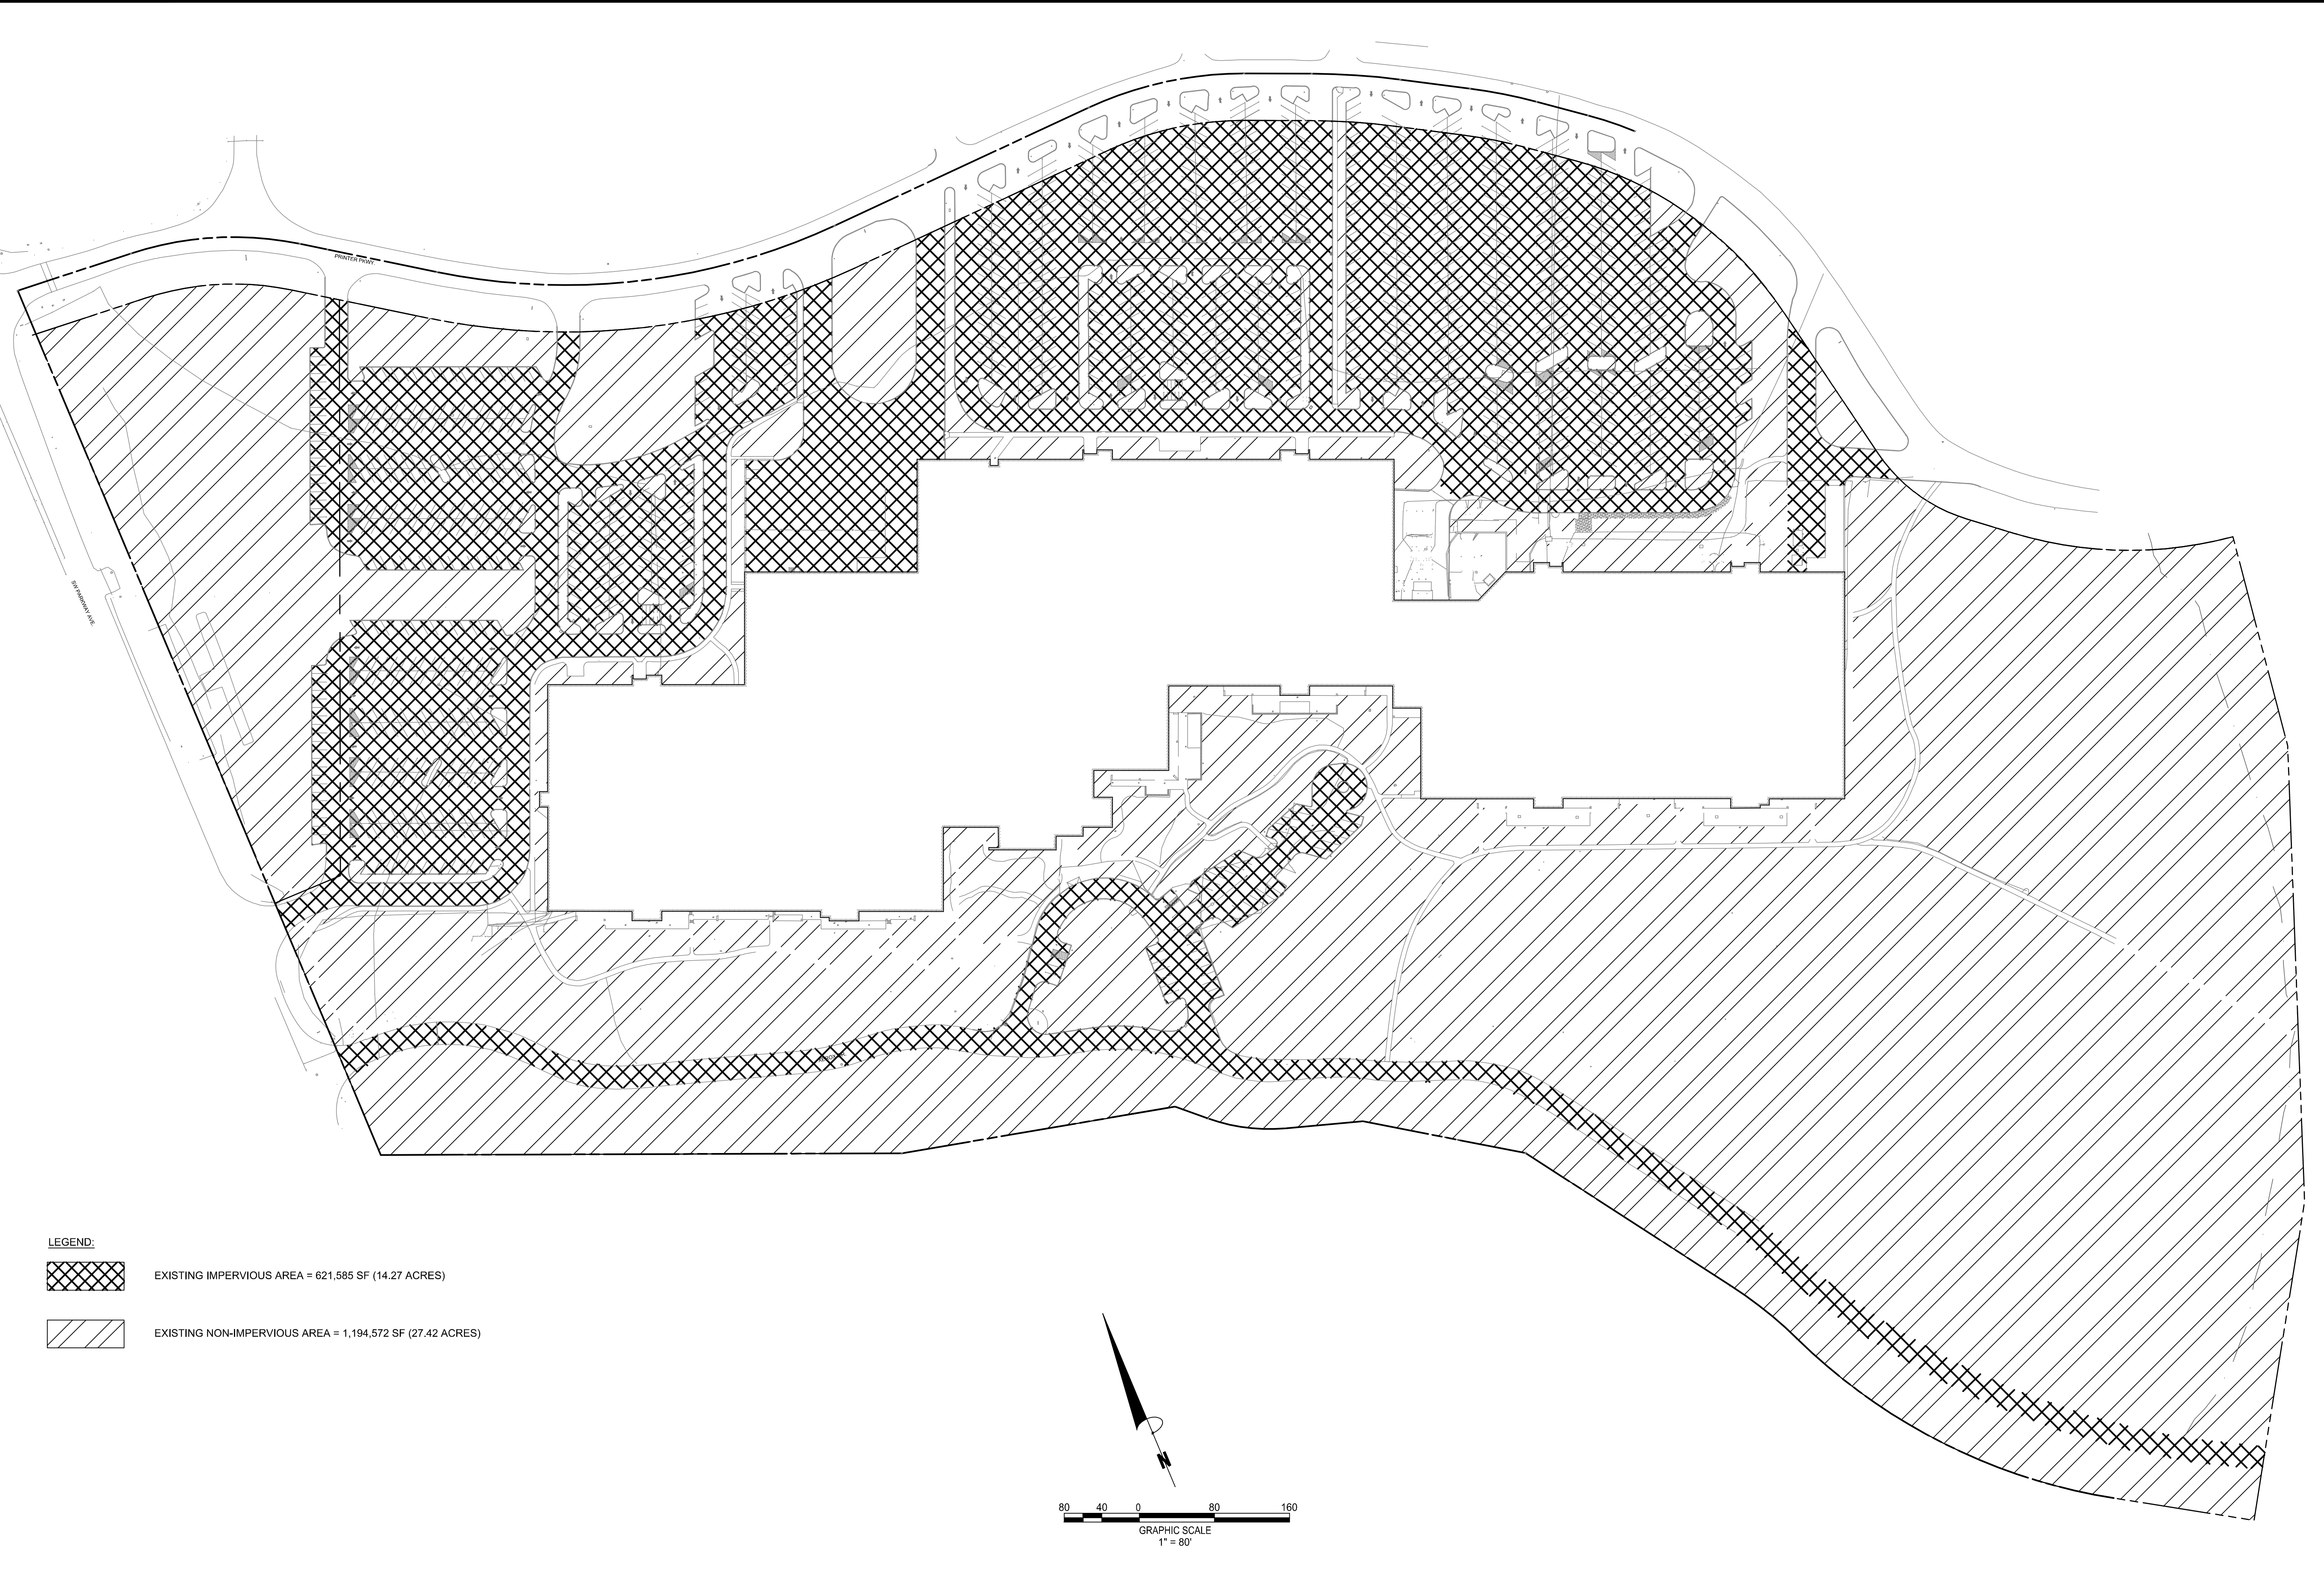 PRINTER PKWY
SW PARKWAY AVE.
LEGEND:
EXISTING IMPERVIOUS AREA = 621,585 SF (14.27 ACRES)
EXISTING NON-IMPERVIOUS AREA = 1,194,572 SF (27.42 ACRES)
N
80 40 0 80 160
GRAPHIC SCALE
1" = 80'